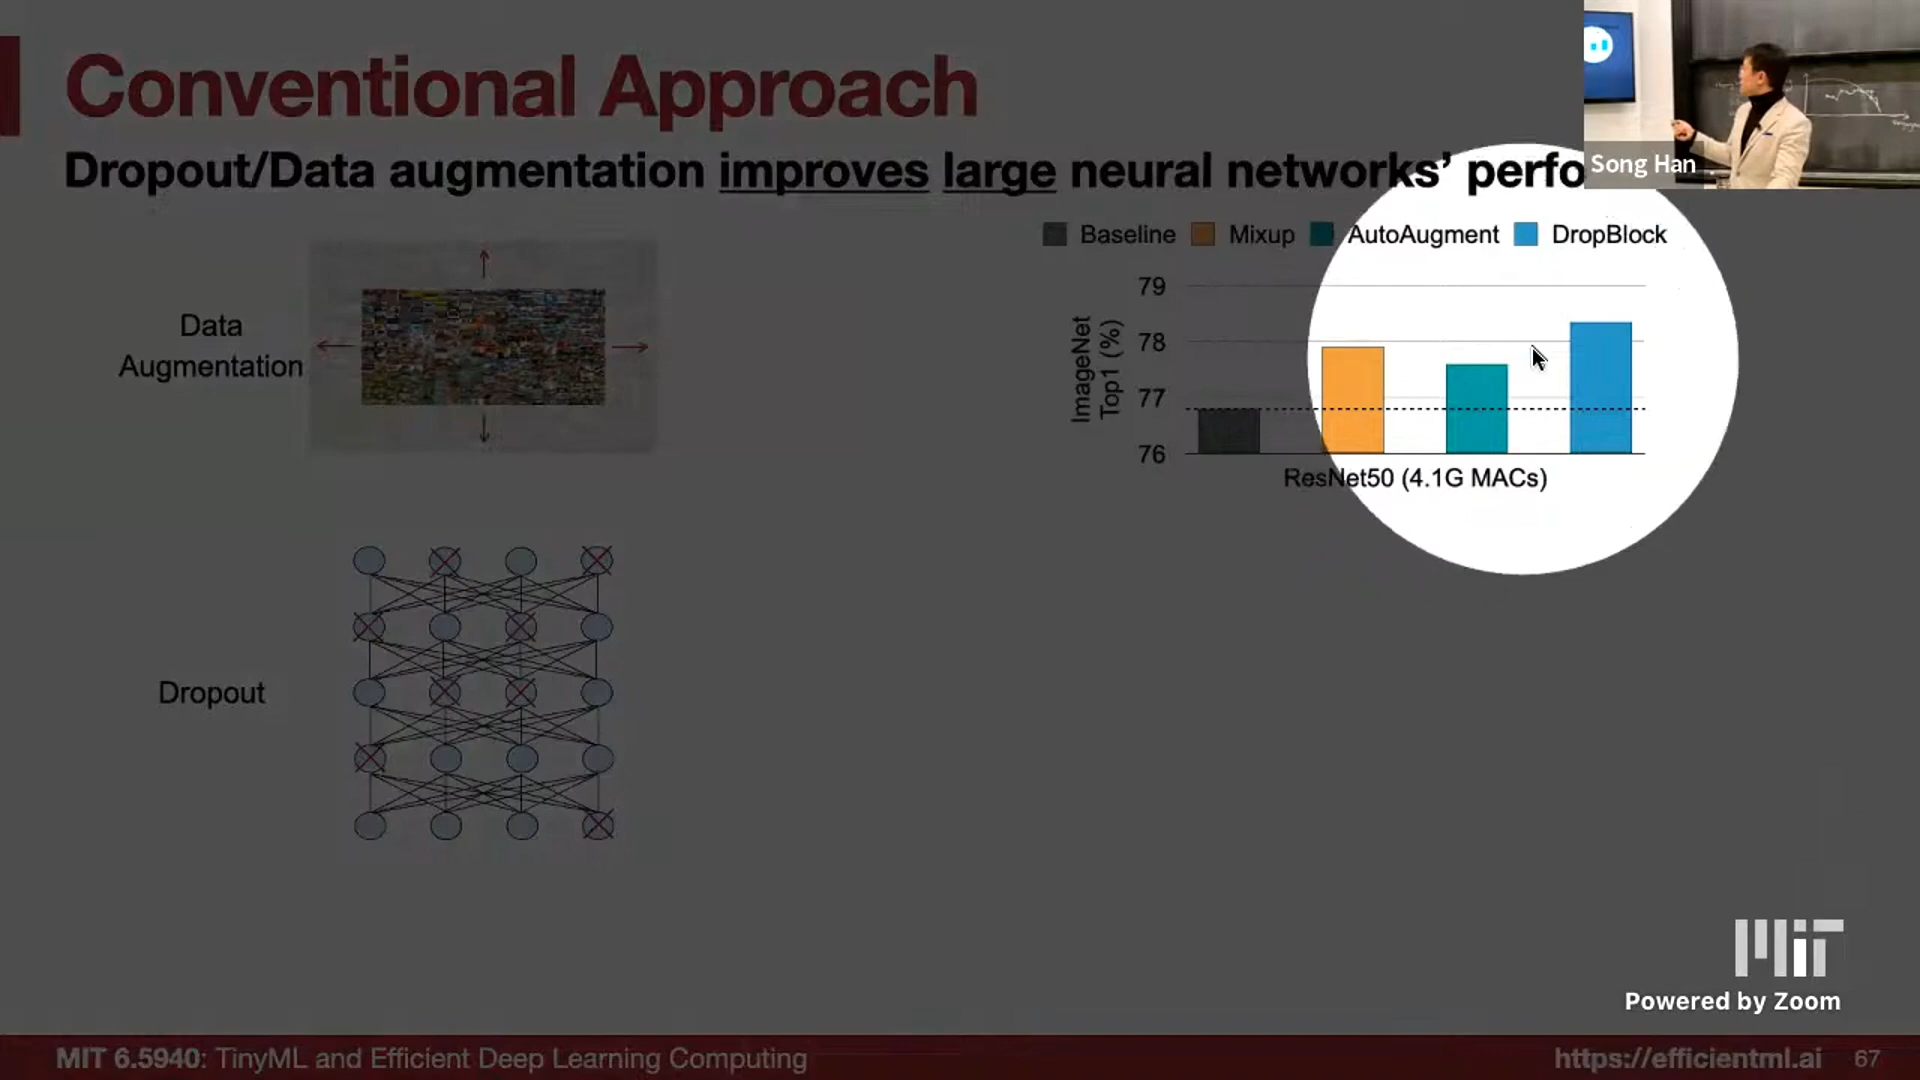 Conventional Approach
Dropout/Data augmentation improves large neural networks’ perfo
Song Han
Baseline Mixup AutoAugment DropBlock
Data
Augmentation
79
78
77
76
ImageNet
Top1 (%)
ResNet50 (4.1G MACs)
Dropout
MIT
Powered by Zoom
MIT 6.5940: TinyML and Efficient Deep Learning Computing
https://efficientml.ai 67